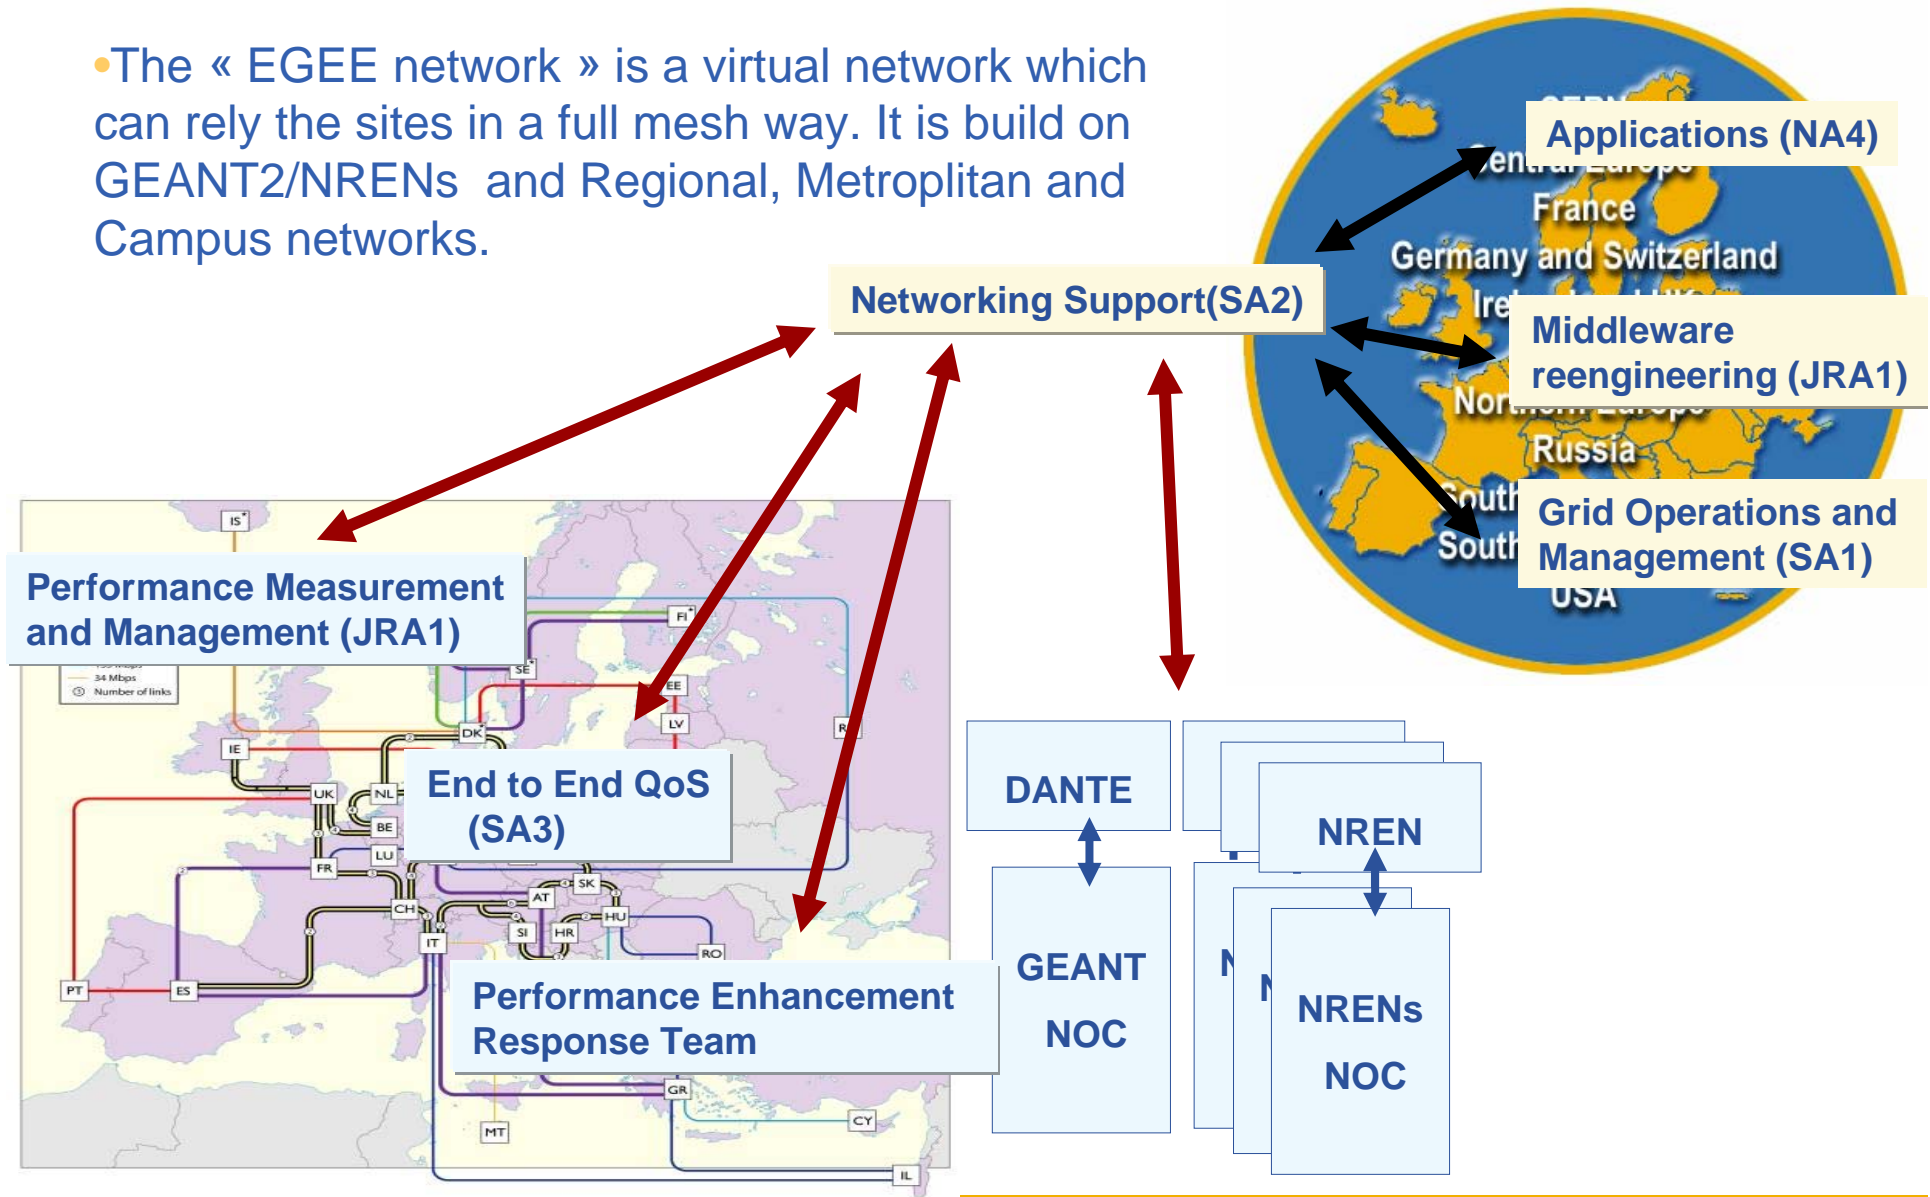 •The « EGEE network » is a virtual network which
can rely the sites in a full mesh way. It is build on
GEANT2/NRENs and Regional, Metroplitan and
Campus networks.
Applications (NA4)
France
Germany and Switzerland
Networking Support(SA2)
Middleware
reengineering (JRA1)
Northern Europe
Russia
Grid Operations and
Management (SA1)
USA
IS*
Performance Measurement
and Management (JRA1)
34 Mbps
③ Number of links
FI*
SE*
EE
LV
DK*
IE
UK
NL
BE
LU
FR
End to End QoS
(SA3)
SK
AT
CH
HU
SI
HR
IT
RO
PT
ES
Performance Enhancement
Response Team
GR
MT
CY
IL
DANTE
NREN
GEANT
NOC
NRENs
NOC